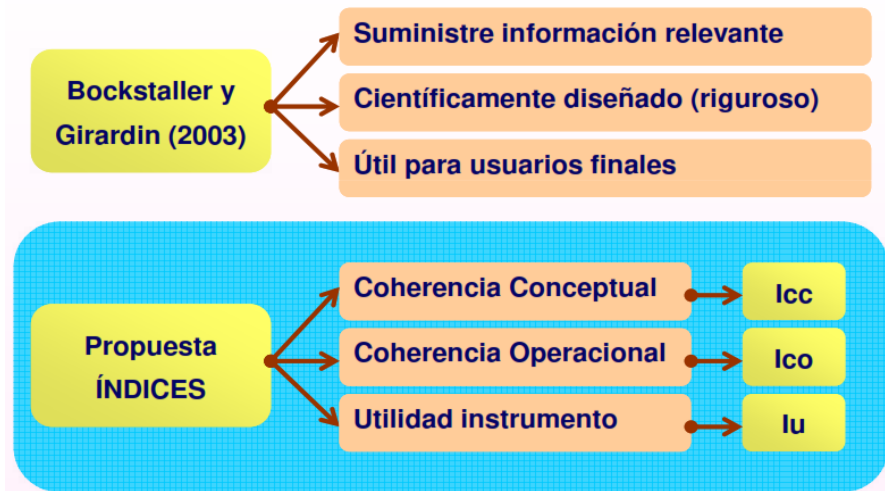 Bockstaller y
Girardin (2003)
Suministre información relevante
Científicamente diseñado (riguroso)
Útil para usuarios finales
Propuesta
ÍNDICES
Coherencia Conceptual
Icc
Coherencia Operacional
Ico
Utilidad instrumento
Iu